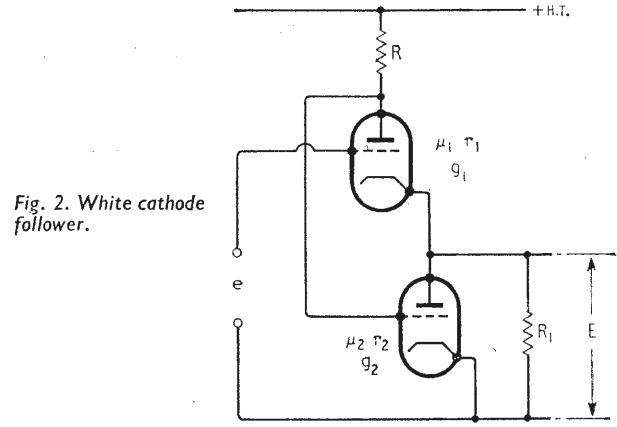 + H.T.
R
μ₁ r₁
g₁
Fig. 2. White cathode
follower.
e
μ₂ r₂
g₂
R₁
E